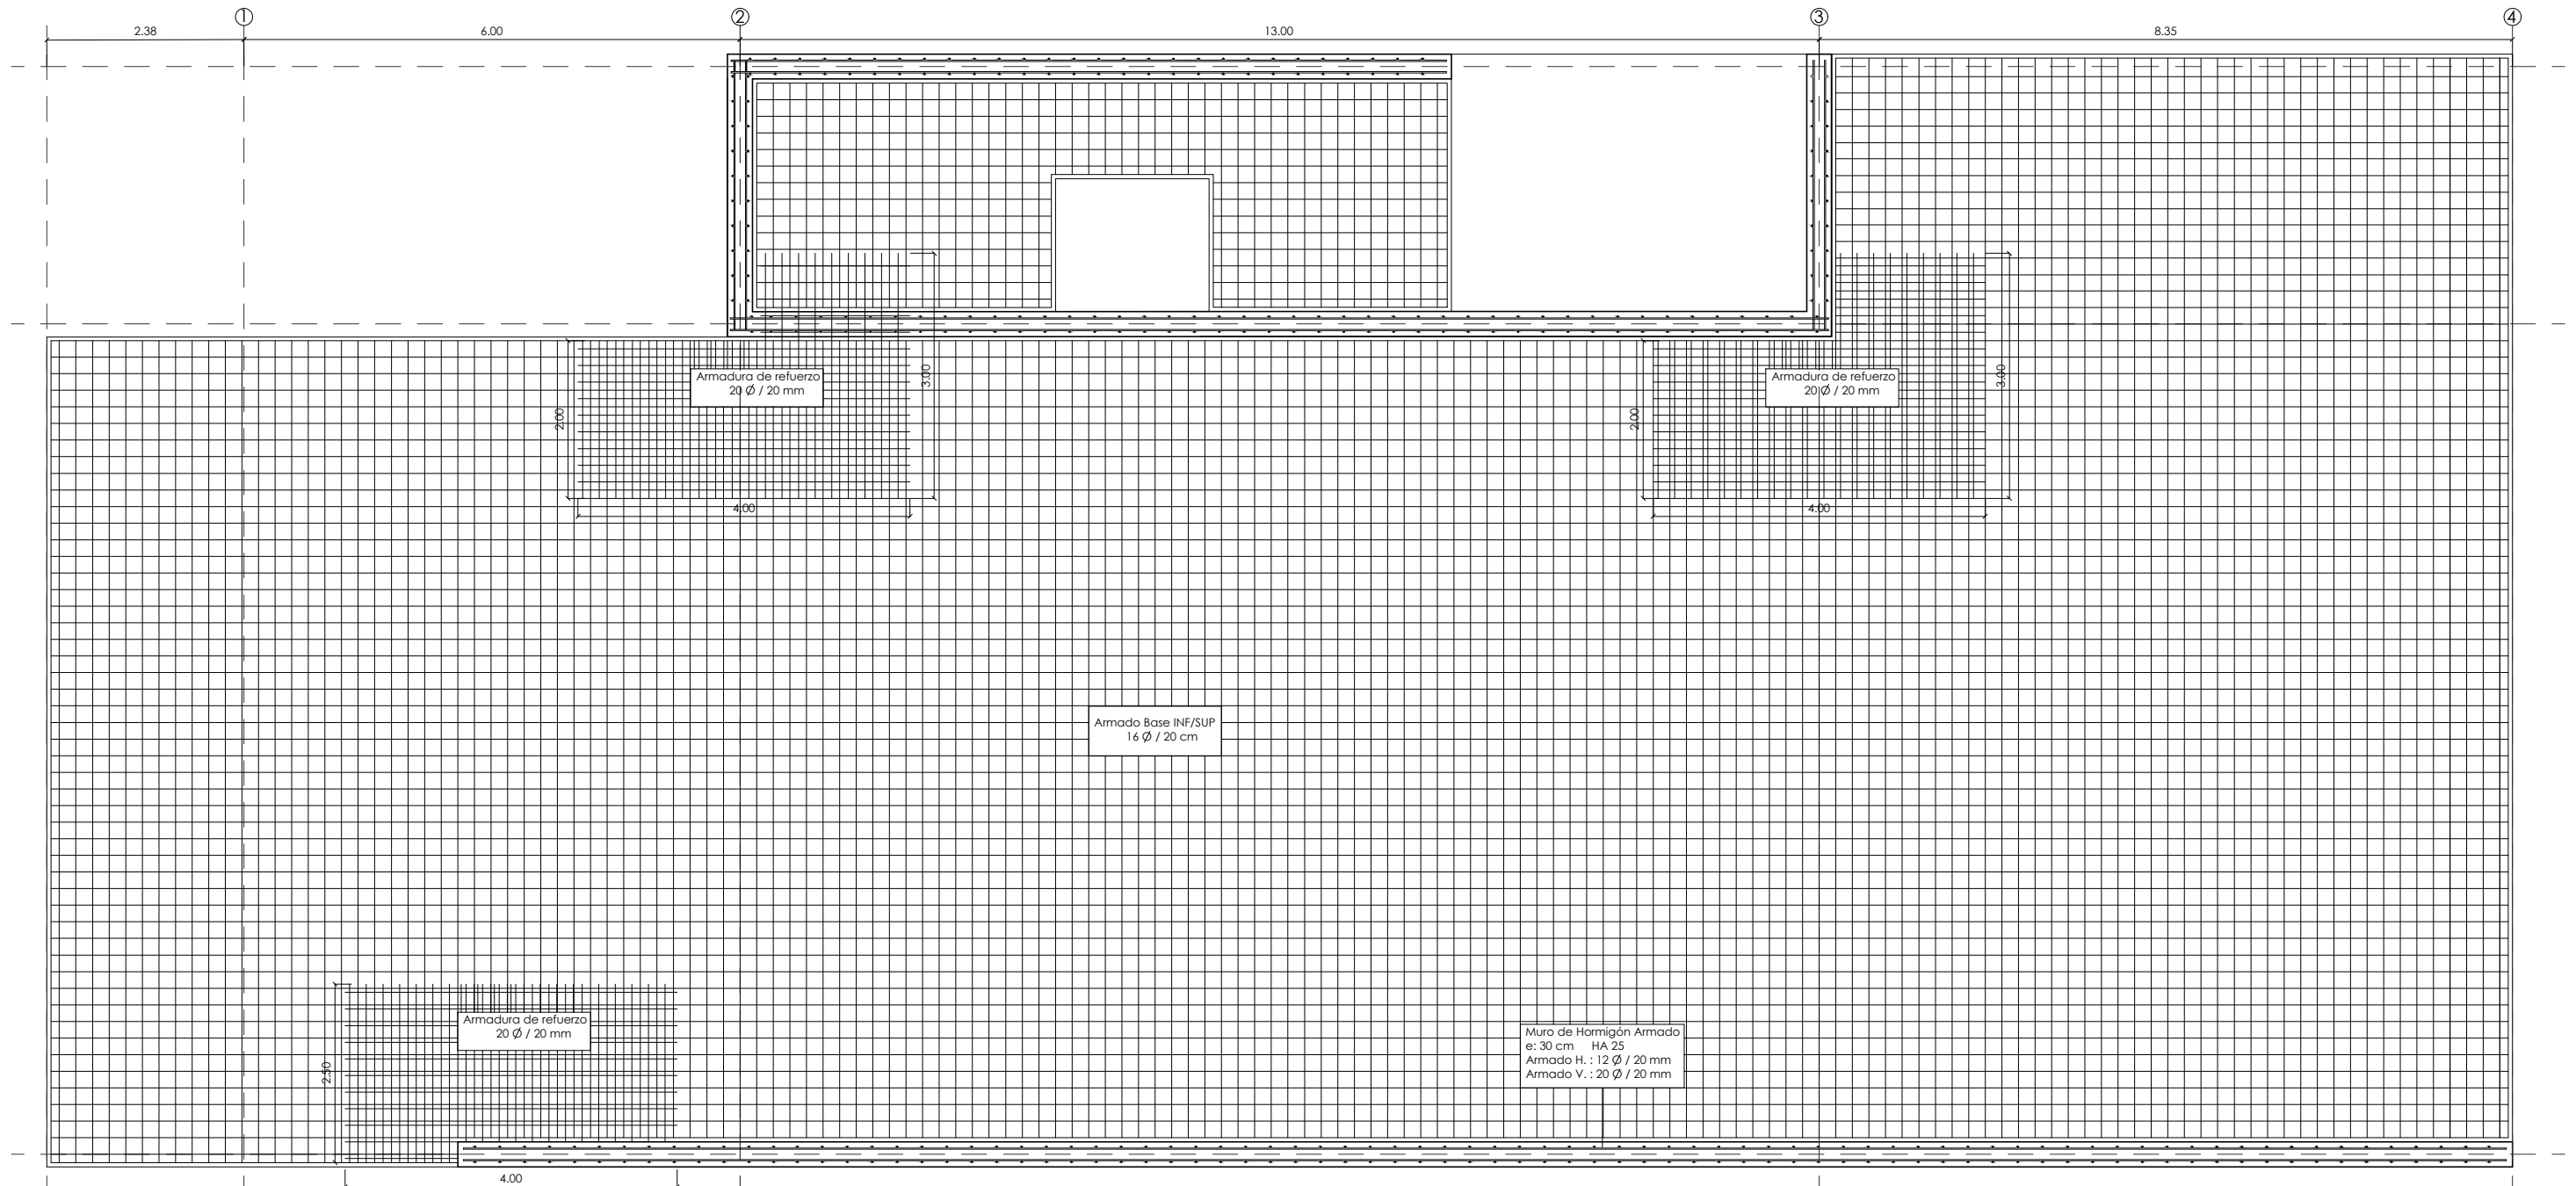 1
2
3
4
2.38
6.00
13.00
8.35
Armadura de refuerzo
20 Ø / 20 mm
3.00
2.00
4.00
Armadura de refuerzo
20 Ø / 20 mm
3.00
2.00
4.00
Armado Base INF/SUP
16 Ø / 20 cm
Armadura de refuerzo
20 Ø / 20 mm
2.50
4.00
Muro de Hormigón Armado
e: 30 cm HA 25
Armado H. : 12 Ø / 20 mm
Armado V. : 20 Ø / 20 mm